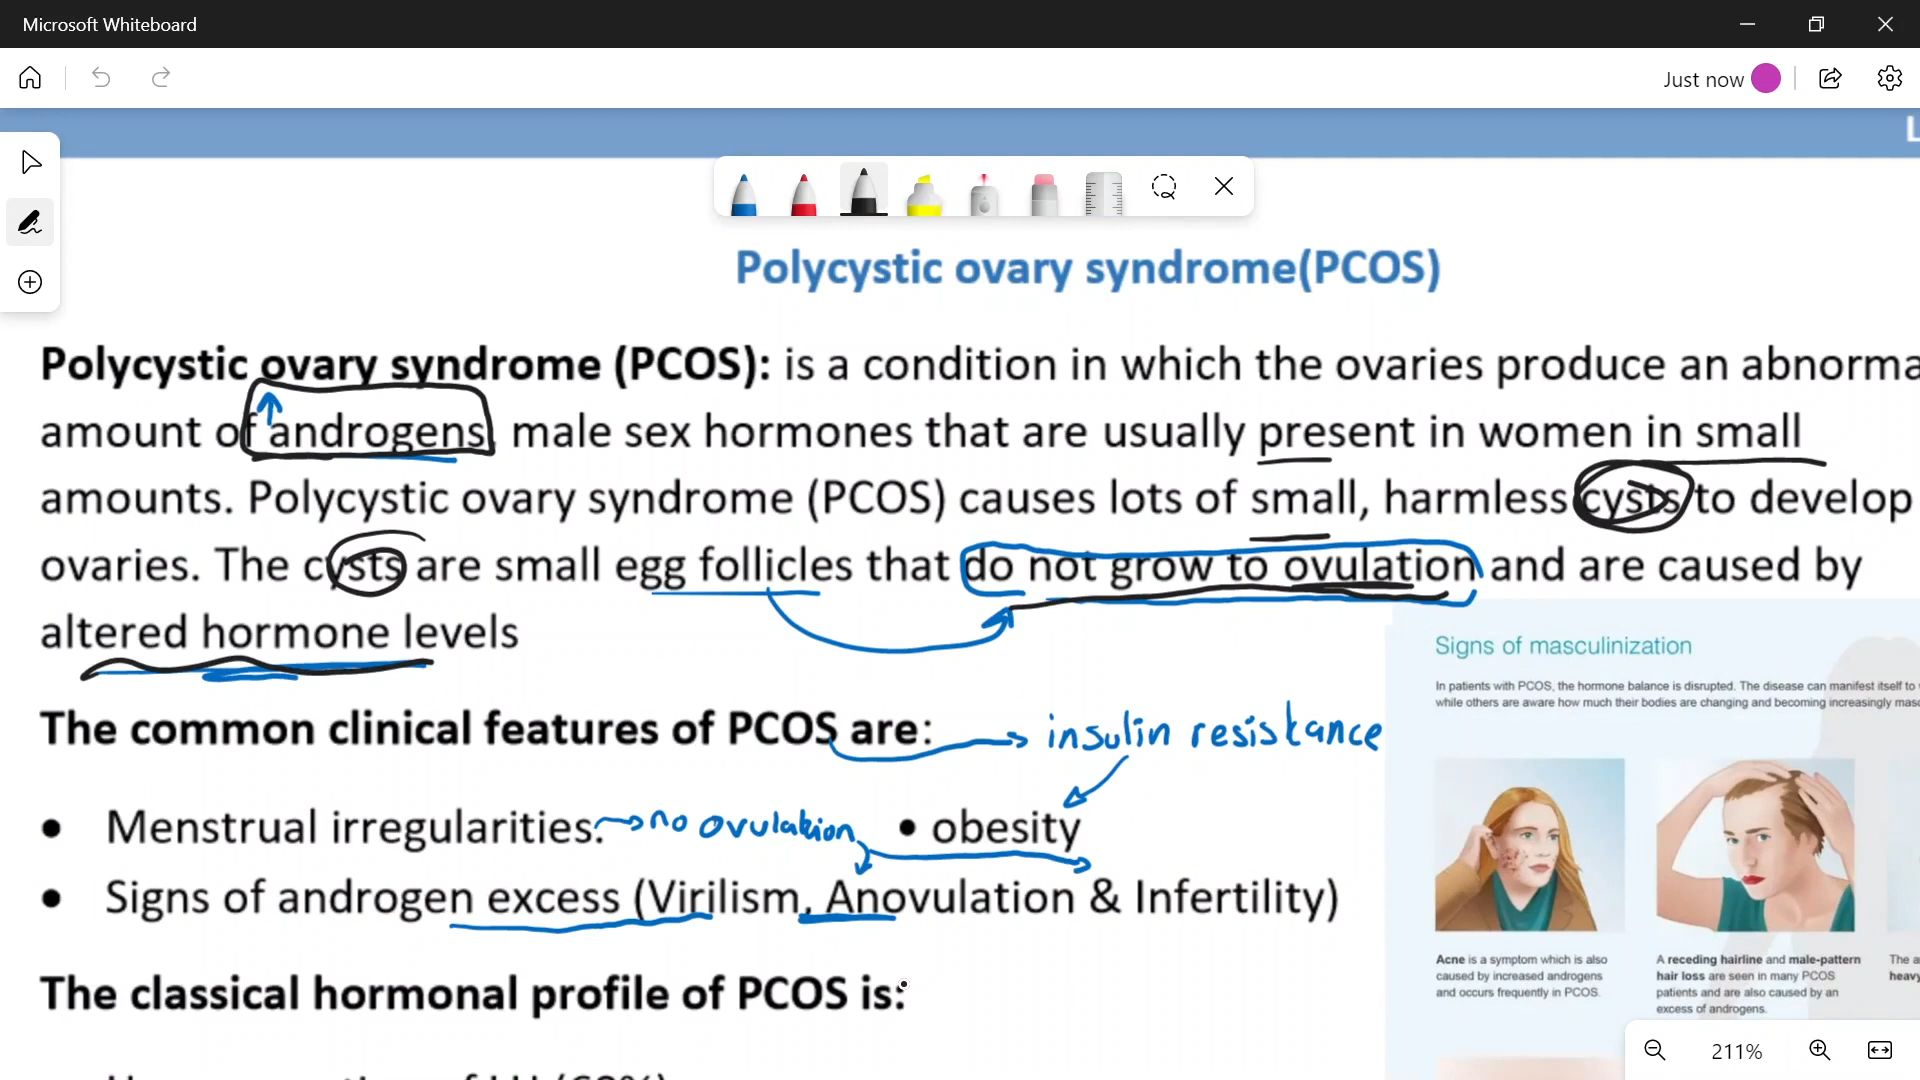 Microsoft Whiteboard
Just now
Polycystic ovary syndrome(PCOS)
Polycystic ovary syndrome (PCOS): is a condition in which the ovaries produce an abnorma
amount of androgens, male sex hormones that are usually present in women in small
amounts. Polycystic ovary syndrome (PCOS) causes lots of small, harmless cysts to develop
ovaries. The cysts are small egg follicles that do not grow to ovulation and are caused by
altered hormone levels
The common clinical features of PCOS are: insulin resistance
• Menstrual irregularities. no ovulation • obesity
• Signs of androgen excess (Virilism, Anovulation & Infertility)
The classical hormonal profile of PCOS is:
Signs of masculinization
In patients with PCOS, the hormone balance is disrupted. The disease can manifest itself to
while others are aware how much their bodies are changing and becoming increasingly masc
Acne is a symptom which is also
caused by increased androgens
and occurs frequently in PCOS.
A receding hairline and male-pattern
hair loss are seen in many PCOS
patients and are also caused by an
excess of androgens.
The a
heavy
211%